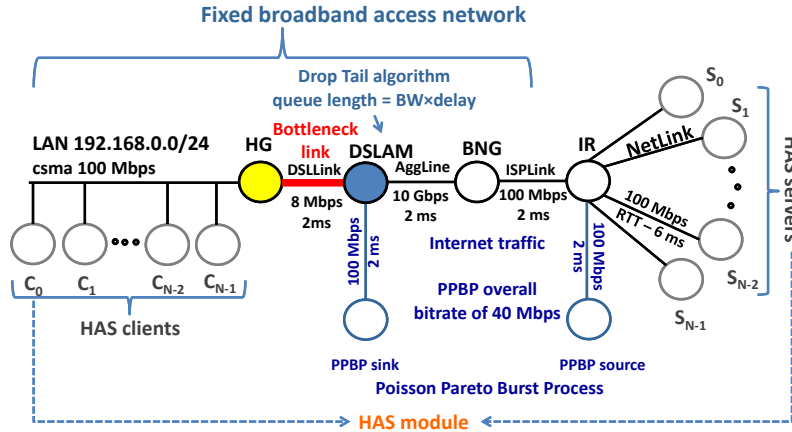 Fixed broadband access network
Drop Tail algorithm
queue length = BW×delay
S0
S1
LAN 192.168.0.0/24
csma 100 Mbps
Bottleneck
link
HG
DSLAM
BNG
IR
NetLink
DSLLink
AggLine
ISPLink
8 Mbps
2ms
10 Gbps
2 ms
100 Mbps
2 ms
100 Mbps
RTT – 6 ms
HAS servers
100 Mbps
2 ms
Internet traffic
100 Mbps
2 ms
C0
C1
CN-2
CN-1
SN-2
SN-1
HAS clients
PPBP overall
bitrate of 40 Mbps
PPBP sink
PPBP source
Poisson Pareto Burst Process
HAS module